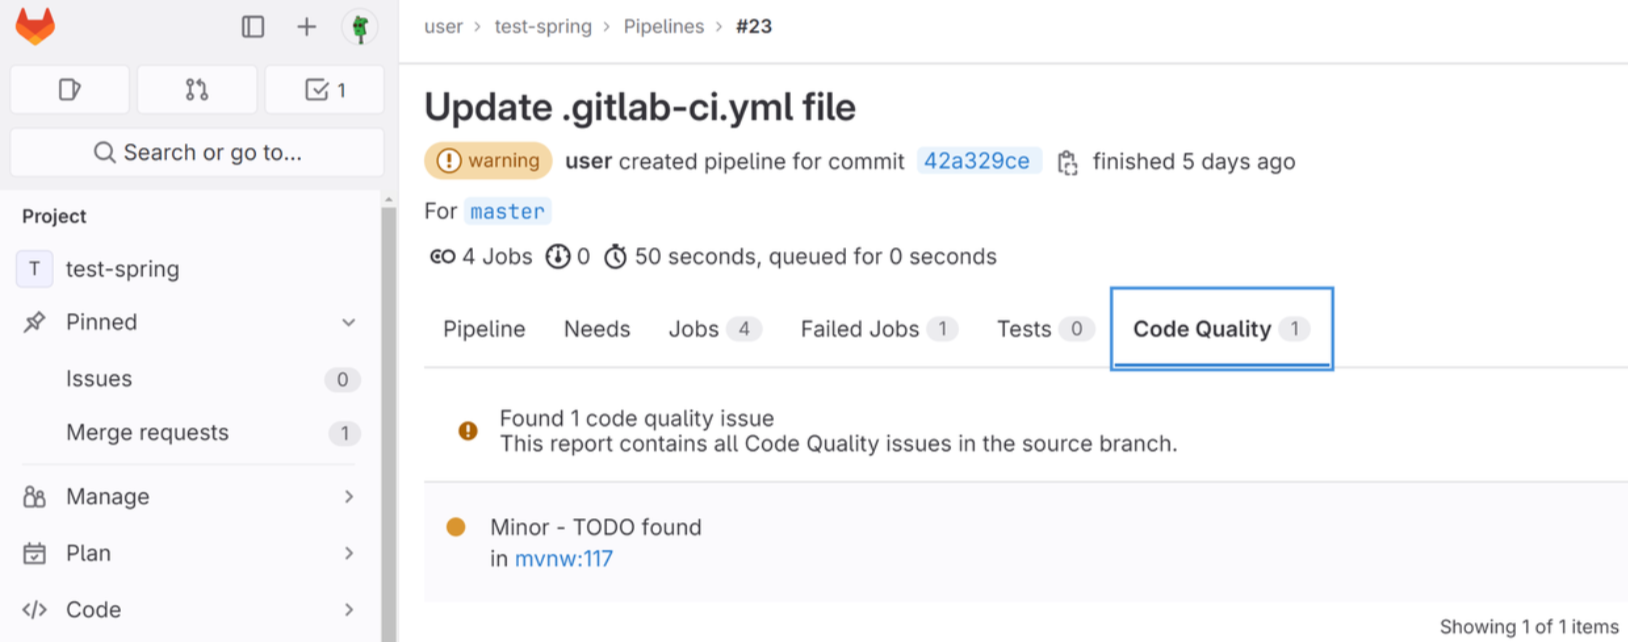 user > test-spring > Pipelines > #23
1
Search or go to...
Project
T test-spring
Pinned
Issues 0
Merge requests 1
Manage
Plan
Code
Update .gitlab-ci.yml file
warning user created pipeline for commit 42a329ce finished 5 days ago
For master
4 Jobs 0 50 seconds, queued for 0 seconds
Pipeline Needs Jobs 4 Failed Jobs 1 Tests 0 Code Quality 1
Found 1 code quality issue
This report contains all Code Quality issues in the source branch.
Minor - TODO found
in mvnw:117
Showing 1 of 1 items